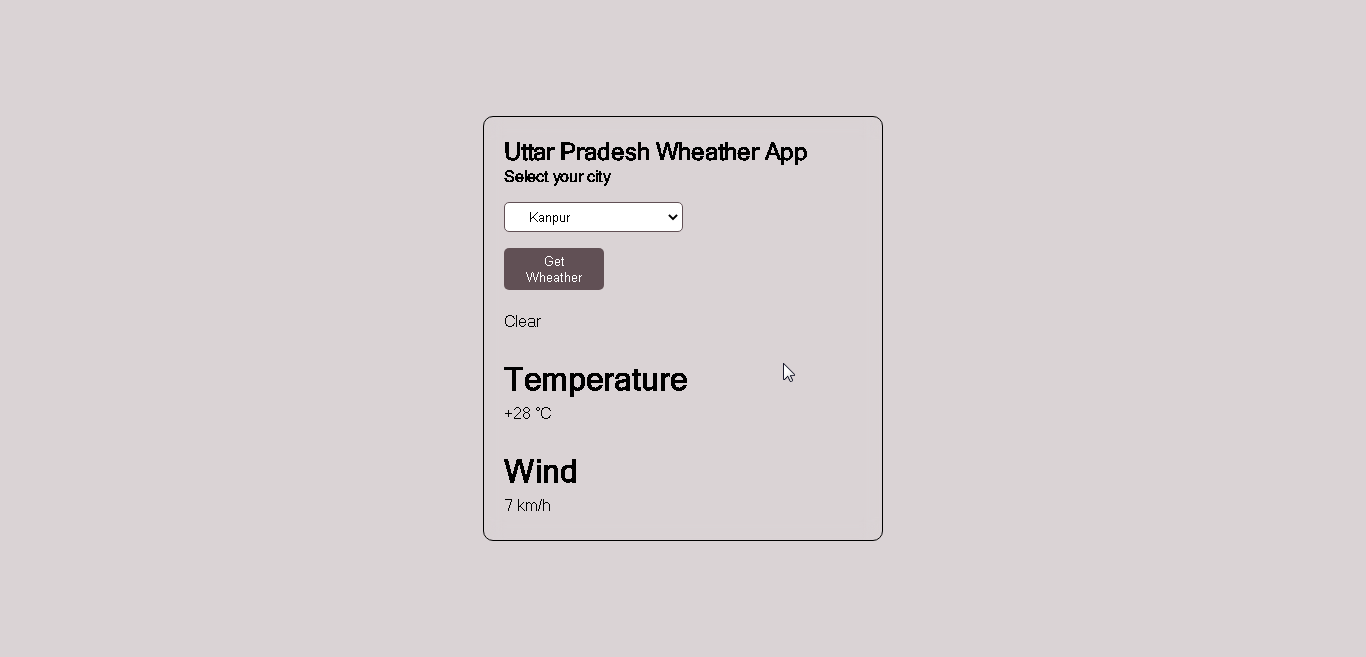 Uttar Pradesh Wheather App
Select your city
Kanpur
Get
Wheather
Clear
Temperature
+28 °C
Wind
7 km/h